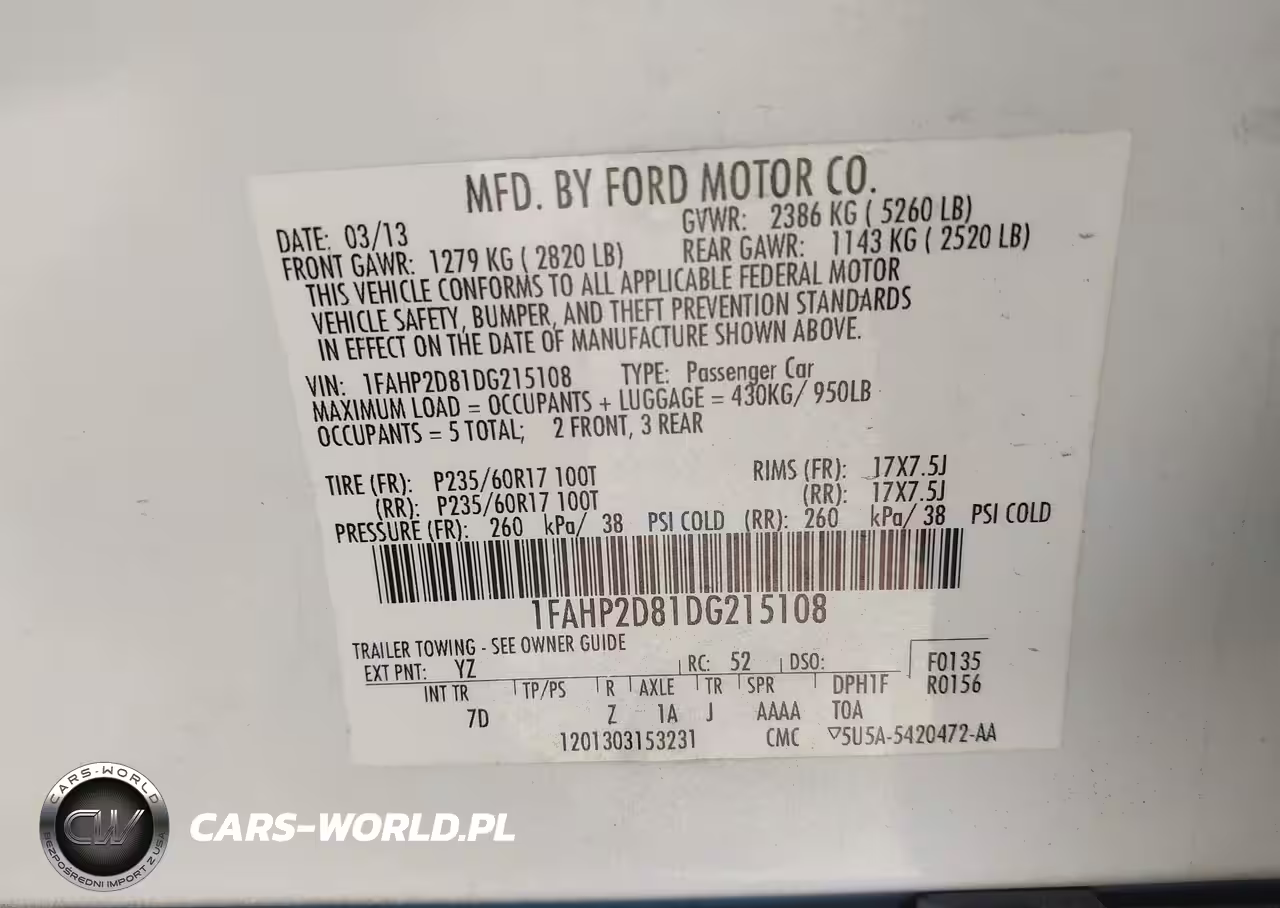 MFD. BY FORD MOTOR CO.
DATE: 03/13 GVWR: 2386 KG ( 5260 LB)
FRONT GAWR: 1279 KG ( 2820 LB) REAR GAWR: 1143 KG ( 2520 LB)
THIS VEHICLE CONFORMS TO ALL APPLICABLE FEDERAL MOTOR
VEHICLE SAFETY, BUMPER, AND THEFT PREVENTION STANDARDS
IN EFFECT ON THE DATE OF MANUFACTURE SHOWN ABOVE.
VIN: 1FAHP2D81DG215108 TYPE: Passenger Car
MAXIMUM LOAD = OCCUPANTS + LUGGAGE = 430KG/ 950LB
OCCUPANTS = 5 TOTAL; 2 FRONT, 3 REAR
TIRE (FR): P235/60R17 100T RIMS (FR): 17X7.5J
(RR): P235/60R17 100T (RR): 17X7.5J
PRESSURE (FR): 260 kPa/ 38 PSI COLD (RR): 260 kPa/ 38 PSI COLD
1FAHP2D81DG215108
TRAILER TOWING - SEE OWNER GUIDE
EXT PNT: YZ RC: 52 DSO: F0135
INT TR TP/PS R AXLE TR SPR DPH1F R0156
7D Z 1A J AAAA TOA
1201303153231 CMC ▽5U5A-5420472-AA
CARS-WORLD
CW
BEZPOŚREDNI IMPORT Z USA
CARS-WORLD.PL